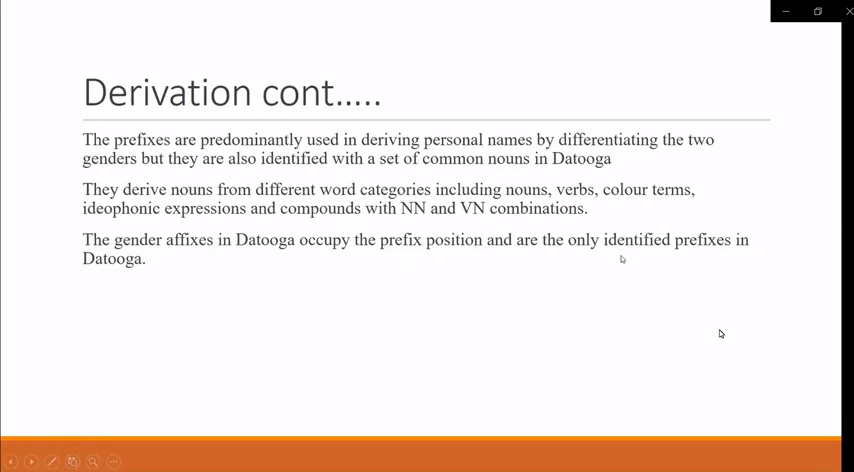 Derivation cont.....
The prefixes are predominantly used in deriving personal names by differentiating the two
genders but they are also identified with a set of common nouns in Datooga
They derive nouns from different word categories including nouns, verbs, colour terms,
ideophonic expressions and compounds with NN and VN combinations.
The gender affixes in Datooga occupy the prefix position and are the only identified prefixes in
Datooga.